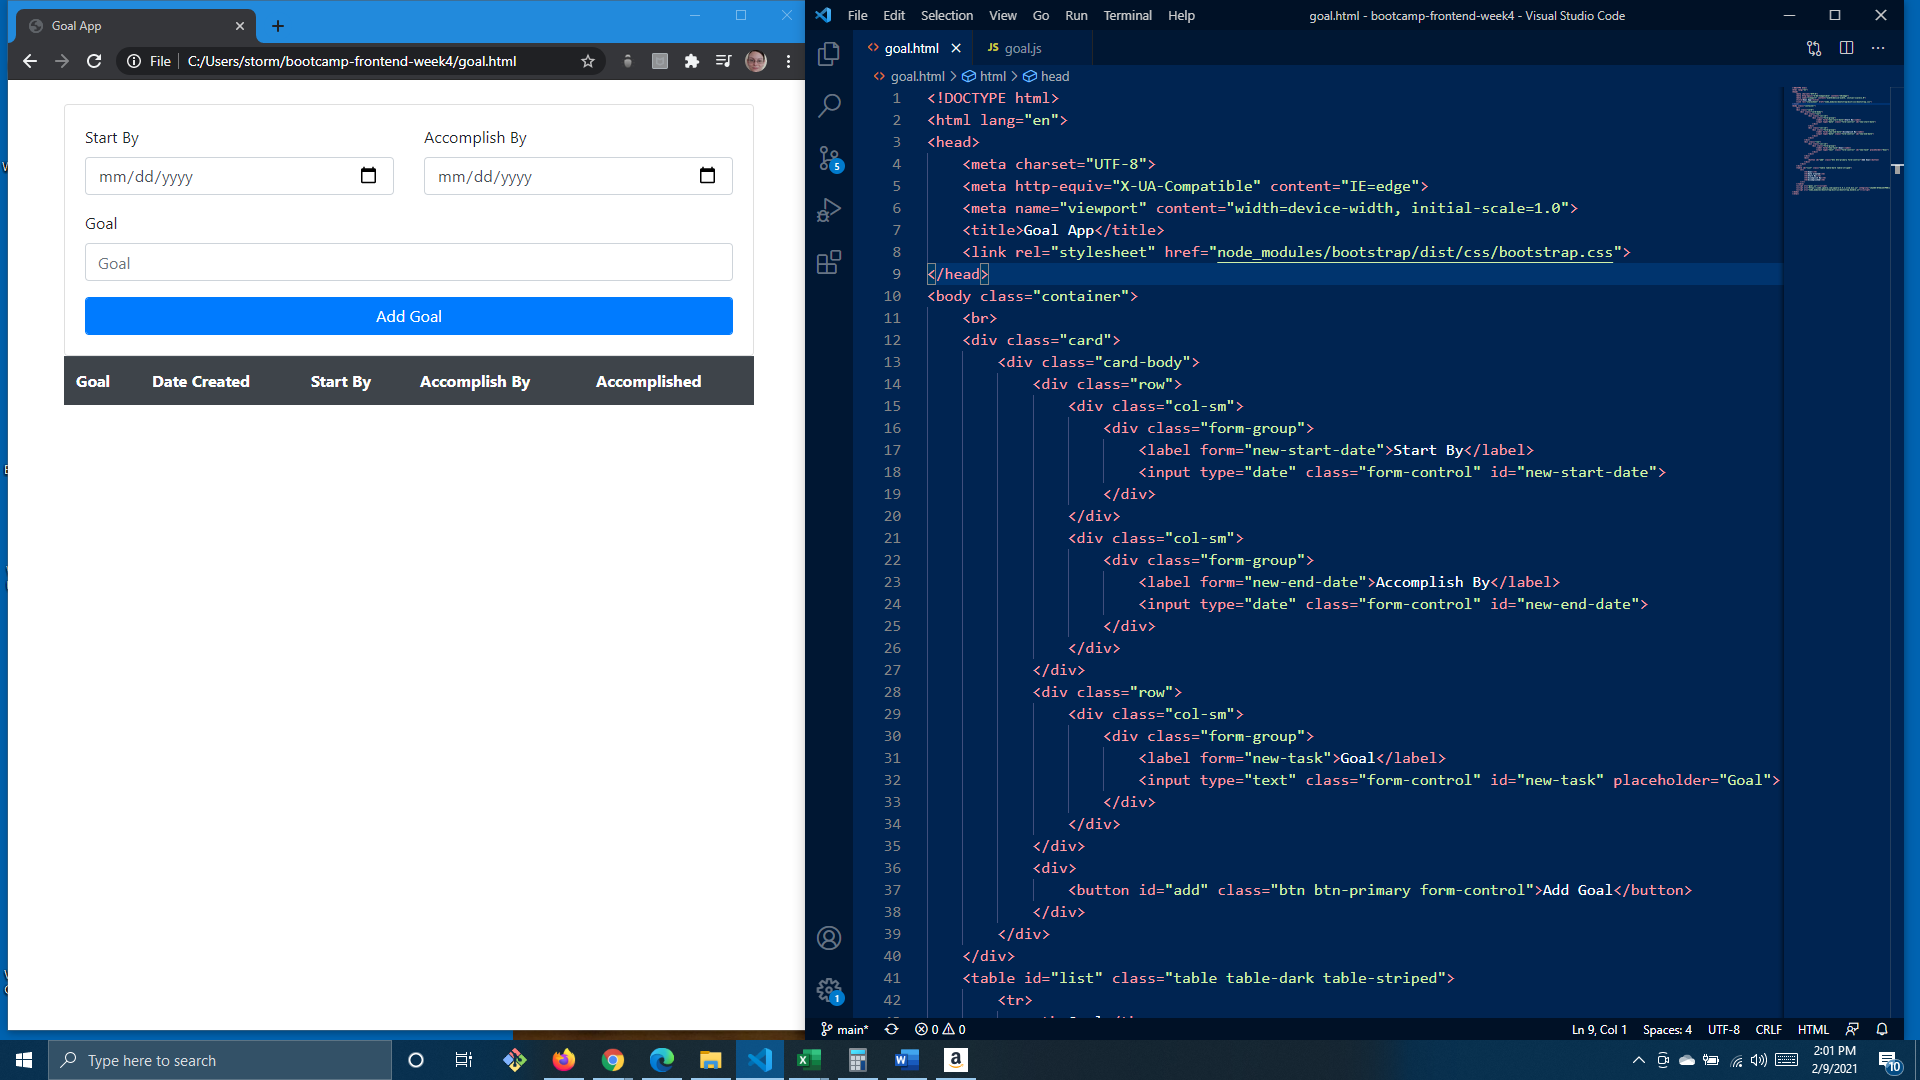 Goal App
File
C:/Users/storm/bootcamp-frontend-week4/goal.html
Start By
Accomplish By
mm/dd/yyyy
mm/dd/yyyy
Goal
Goal
Add Goal
Goal Date Created Start By Accomplish By Accomplished
File Edit Selection View Go Run Terminal Help
goal.html - bootcamp-frontend-week4 - Visual Studio Code
goal.html
JS goal.js
goal.html > html > head
5
1 <!DOCTYPE html>
2 <html lang="en">
3 <head>
4 <meta charset="UTF-8">
5 <meta http-equiv="X-UA-Compatible" content="IE=edge">
6 <meta name="viewport" content="width=device-width, initial-scale=1.0">
7 <title>Goal App</title>
8 <link rel="stylesheet" href="node_modules/bootstrap/dist/css/bootstrap.css">
9 </head>
10 <body class="container">
11 <br>
12 <div class="card">
13 <div class="card-body">
14 <div class="row">
15 <div class="col-sm">
16 <div class="form-group">
17 <label form="new-start-date">Start By</label>
18 <input type="date" class="form-control" id="new-start-date">
19 </div>
20 </div>
21 <div class="col-sm">
22 <div class="form-group">
23 <label form="new-end-date">Accomplish By</label>
24 <input type="date" class="form-control" id="new-end-date">
25 </div>
26 </div>
27 </div>
28 <div class="row">
29 <div class="col-sm">
30 <div class="form-group">
31 <label form="new-task">Goal</label>
32 <input type="text" class="form-control" id="new-task" placeholder="Goal">
33 </div>
34 </div>
35 </div>
36 <div>
37 <button id="add" class="btn btn-primary form-control">Add Goal</button>
38 </div>
39 </div>
40 </div>
41 <table id="list" class="table table-dark table-striped">
42 <tr>
1
main* 0 0
Ln 9, Col 1 Spaces: 4 UTF-8 CRLF HTML
Type here to search
2:01 PM
2/9/2021
10